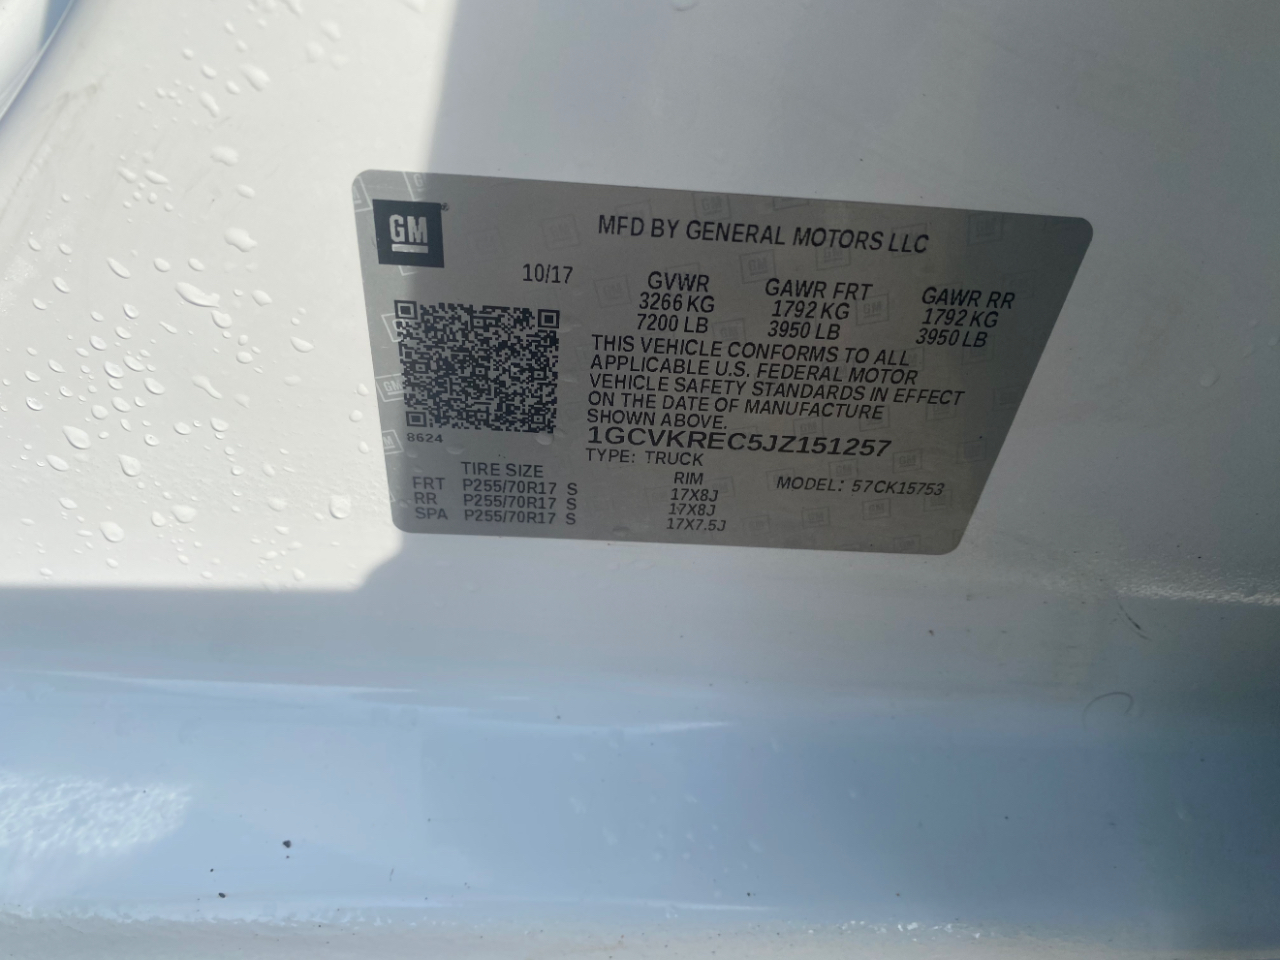 GM
MFD BY GENERAL MOTORS LLC
10/17
GVWR
3266 KG
7200 LB
GAWR FRT
1792 KG
3950 LB
GAWR RR
1792 KG
3950 LB
THIS VEHICLE CONFORMS TO ALL
APPLICABLE U.S. FEDERAL MOTOR
VEHICLE SAFETY STANDARDS IN EFFECT
ON THE DATE OF MANUFACTURE
SHOWN ABOVE.
8624
1GCVKREC5JZ151257
TYPE: TRUCK
MODEL: 57CK15753
TIRE SIZE
RIM
FRT P255/70R17 S 17X8J
RR P255/70R17 S 17X8J
SPA P255/70R17 S 17X7.5J